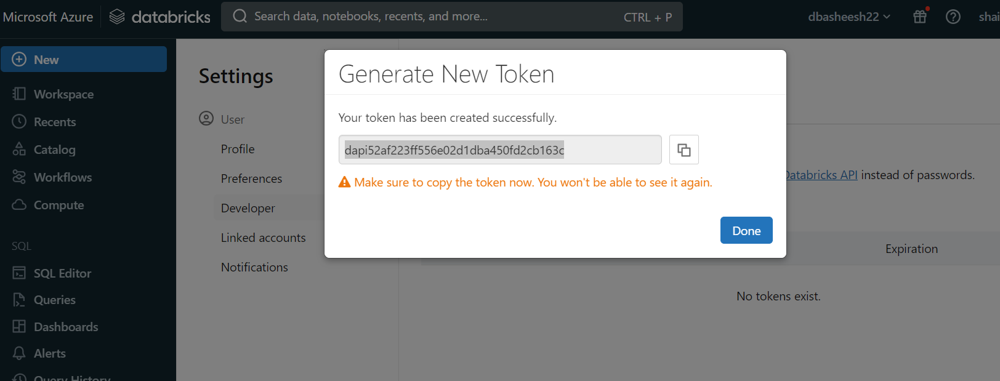 Microsoft Azure
databricks
Search data, notebooks, recents, and more...
CTRL + P
dbasheesh22
shai
New
Workspace
Recents
Catalog
Workflows
Compute
SQL
SQL Editor
Queries
Dashboards
Alerts
Query History
Settings
User
Profile
Preferences
Developer
Linked accounts
Notifications
Generate New Token
Your token has been created successfully.
dapi52af223ff556e02d1dba450fd2cb163c
Make sure to copy the token now. You won't be able to see it again.
Done
Databricks API instead of passwords.
Expiration
No tokens exist.